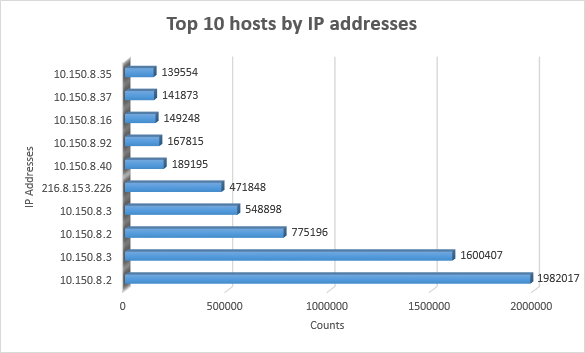 Top 10 hosts by IP addresses
IP Addresses
10.150.8.35 139554
10.150.8.37 141873
10.150.8.16 149248
10.150.8.92 167815
10.150.8.40 189195
216.8.153.226 471848
10.150.8.3 548898
10.150.8.2 775196
10.150.8.3 1600407
10.150.8.2 1982017
0 500000 1000000 1500000 2000000
Counts